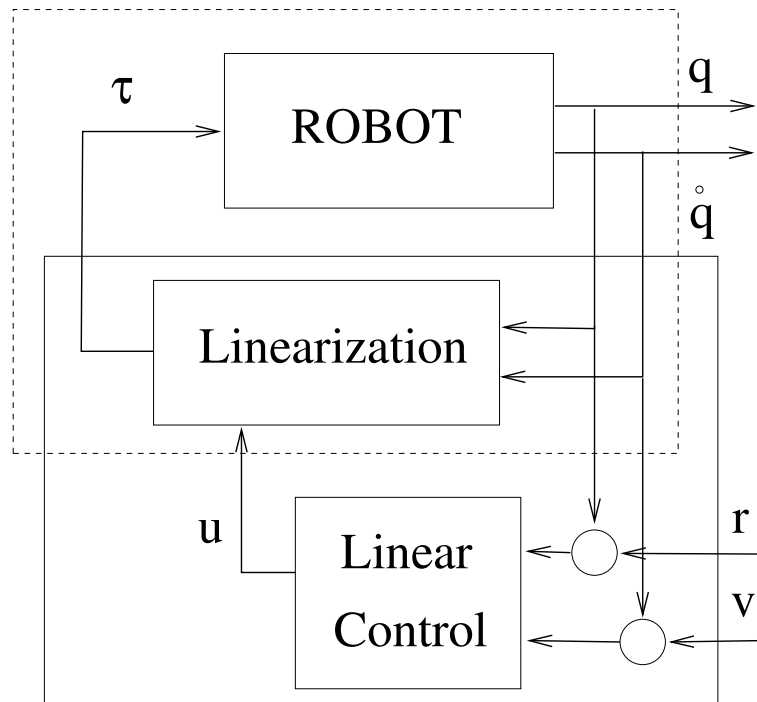 τ
ROBOT
q
q̊
Linearization
u
Linear
Control
r
v